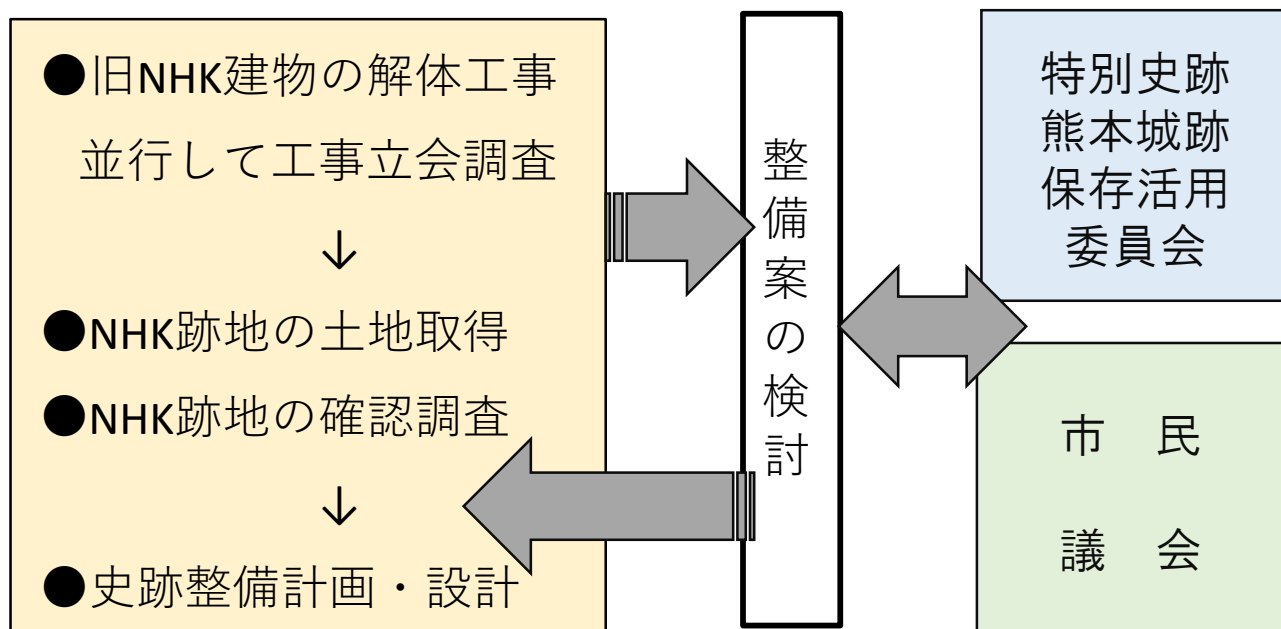 ●旧NHK建物の解体工事
並行して工事立会調査
↓
●NHK跡地の土地取得
●NHK跡地の確認調査
↓
●史跡整備計画・設計
整備案の検討
特別史跡
熊本城跡
保存活用
委員会
市　民
議　会